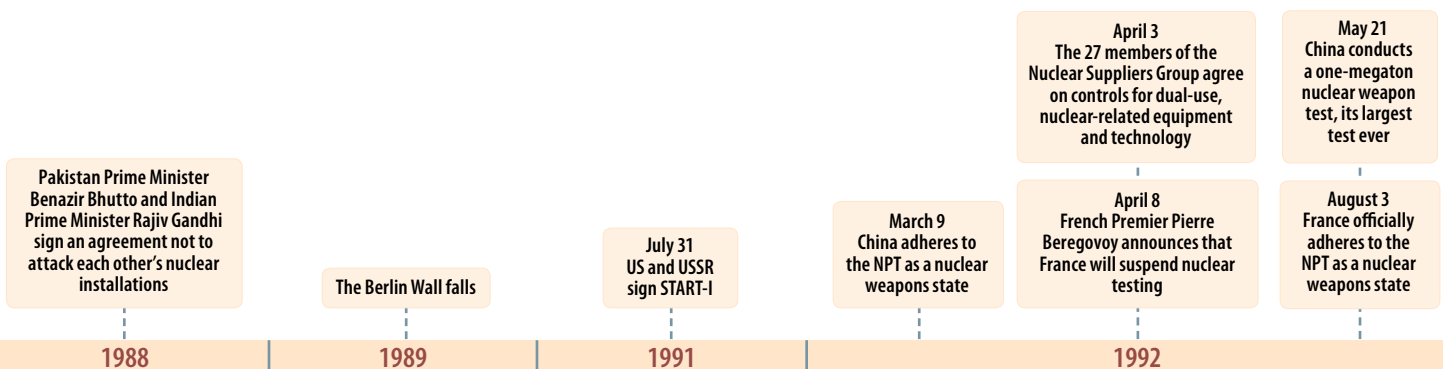 Pakistan Prime Minister
Benazir Bhutto and Indian
Prime Minister Rajiv Gandhi
sign an agreement not to
attack each other's nuclear
installations
The Berlin Wall falls
July 31
US and USSR
sign START-I
March 9
China adheres to
the NPT as a nuclear
weapons state
April 3
The 27 members of the
Nuclear Suppliers Group agree
on controls for dual-use,
nuclear-related equipment
and technology
April 8
French Premier Pierre
Beregovoy announces that
France will suspend nuclear
testing
May 21
China conducts
a one-megaton
nuclear weapon
test, its largest
test ever
August 3
France officially
adheres to the
NPT as a nuclear
weapons state
1988
1989
1991
1992